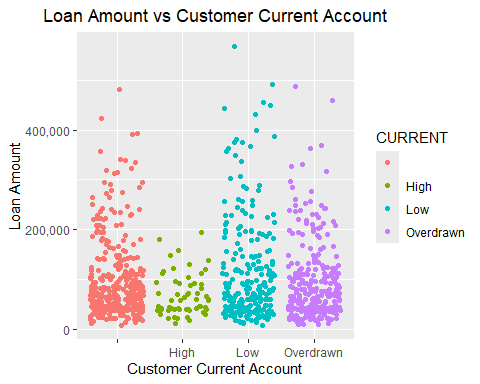 Loan Amount vs Customer Current Account
Loan Amount
400,000
200,000
0
High Low Overdrawn
Customer Current Account
CURRENT
High
Low
Overdrawn